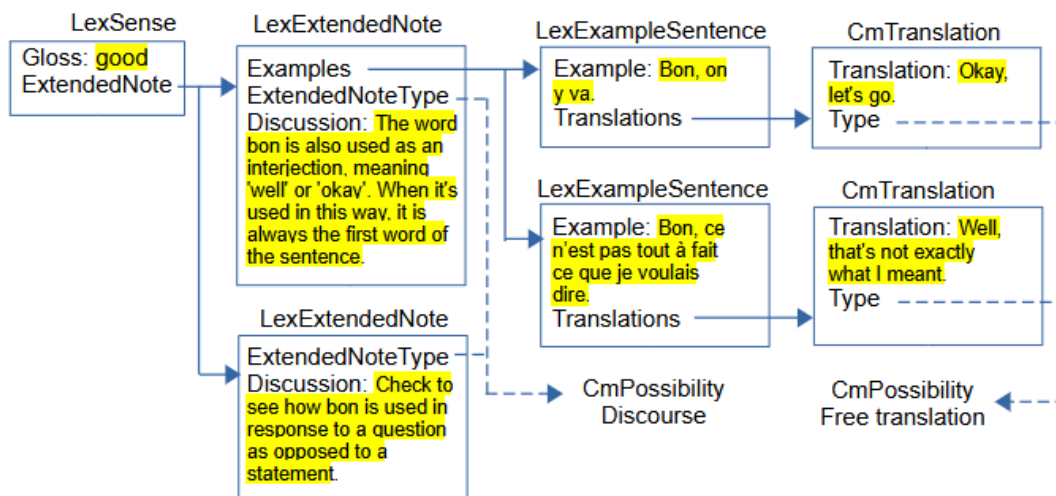 LexSense
Gloss: good
ExtendedNote
LexExtendedNote
Examples
ExtendedNoteType
Discussion: The word
bon is also used as an
interjection, meaning
'well' or 'okay'. When it's
used in this way, it is
always the first word of
the sentence.
LexExtendedNote
ExtendedNoteType
Discussion: Check to
see how bon is used in
response to a question
as opposed to a
statement.
LexExampleSentence
Example: Bon, on
y va.
Translations
LexExampleSentence
Example: Bon, ce
n'est pas tout à fait
ce que je voulais
dire.
Translations
CmPossibility
Discourse
CmTranslation
Translation: Okay,
let's go.
Type
CmTranslation
Translation: Well,
that's not exactly
what I meant.
Type
CmPossibility
Free translation